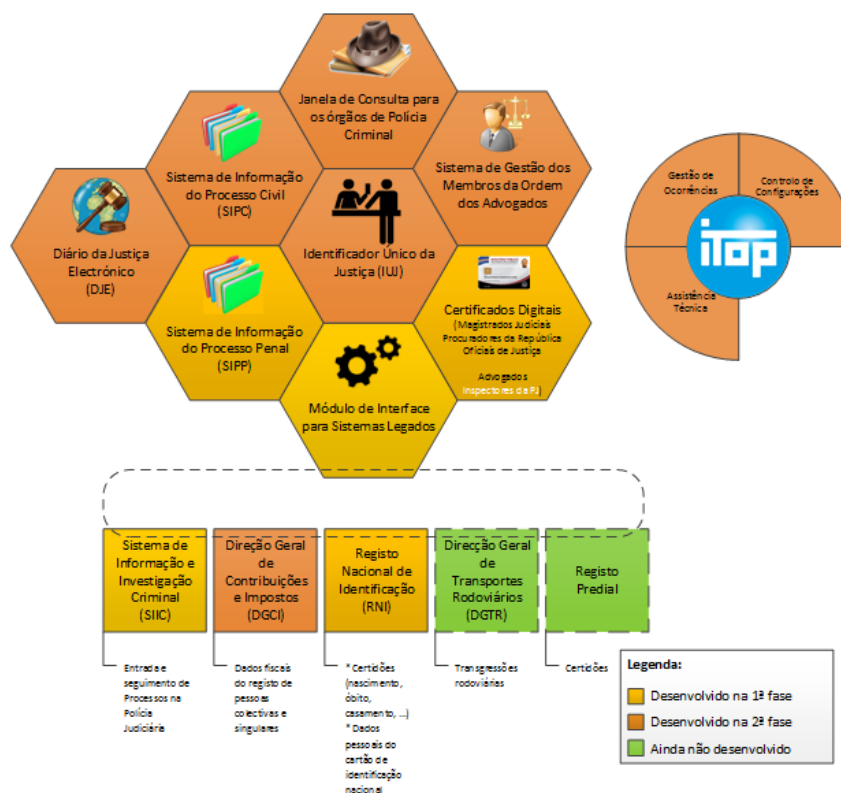 Janela de Consulta para
os órgãos de Polícia
Criminal
Sistema de Informação
do Processo Civil
(SIPC)
Sistema de Gestão dos
Membros da Ordem
dos Advogados
Diário da Justiça
Electrónico
(DJE)
Identificador Único da
Justiça (IUJ)
Sistema de Informação
do Processo Penal
(SIPP)
Certificados Digitais
(Magistrados Judiciais
Procuradores da República
Oficiais de Justiça
Advogados
Inspectores da PJ)
Módulo de Interface
para Sistemas Legados
Gestão de
Ocorrências
Controlo de
Configurações
iTop
Assistência
Técnica
Sistema de
Informação e
Investigação
Criminal
(SIIC)
Direção Geral
de
Contribuições
e Impostos
(DGCI)
Registo
Nacional de
Identificação
(RNI)
Direcção Geral
de
Transportes
Rodoviários
(DGTR)
Registo
Predial
Entrada e
seguimento de
Processos na
Polícia
Judiciária
Dados fiscais
do registo de
pessoas
colectivas e
singulares
* Certidões
(nascimento,
óbito,
casamento, ...)
* Dados
pessoais do
cartão de
identificação
nacional
Transgressões
rodoviárias
Certidões
Legenda:
Desenvolvido na 1ª fase
Desenvolvido na 2ª fase
Ainda não desenvolvido